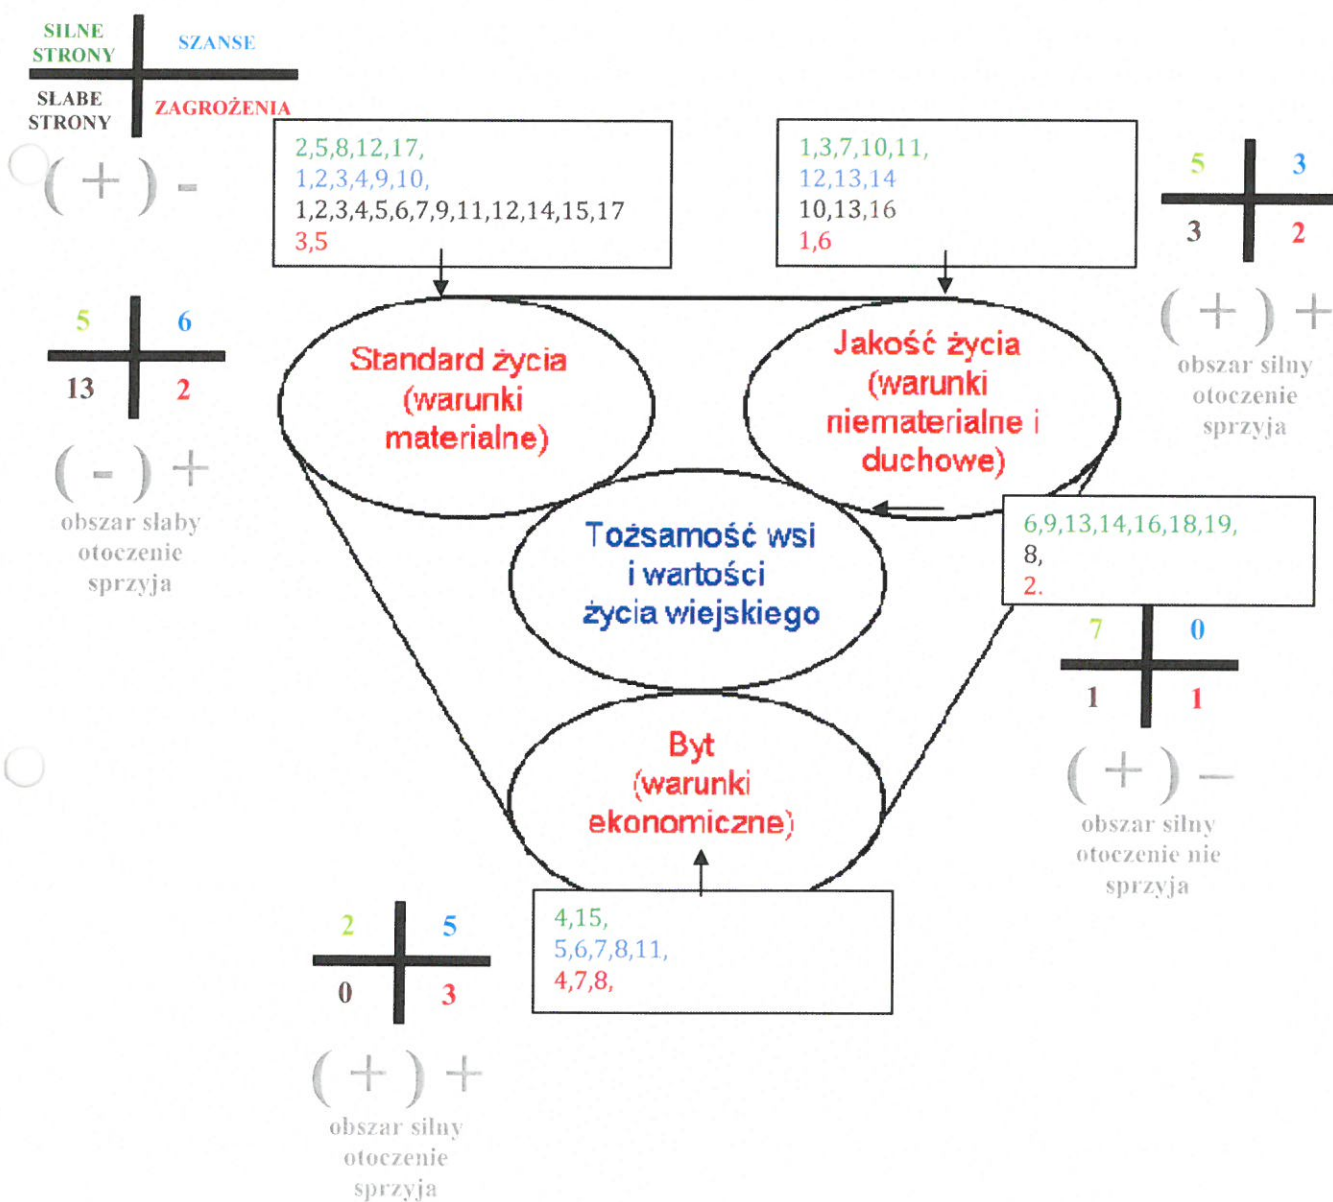 SILNE
STRONY
SZANSE
SŁABE
STRONY
ZAGROŻENIA
( + ) -
2,5,8,12,17,
1,2,3,4,9,10,
1,2,3,4,5,6,7,9,11,12,14,15,17
3,5
1,3,7,10,11,
12,13,14
10,13,16
1,6
5 3
3 2
( + ) +
obszar silny
otoczenie
sprzyja
5 6
13 2
( - ) +
obszar słaby
otoczenie
sprzyja
Standard życia
(warunki
materialne)
Jakość życia
(warunki
niematerialne i
duchowe)
Tożsamość wsi
i wartości
życia wiejskiego
6,9,13,14,16,18,19,
8,
2.
7 0
1 1
( + ) –
obszar silny
otoczenie nie
sprzyja
Byt
(warunki
ekonomiczne)
4,15,
5,6,7,8,11,
4,7,8,
2 5
0 3
( + ) +
obszar silny
otoczenie
sprzyja